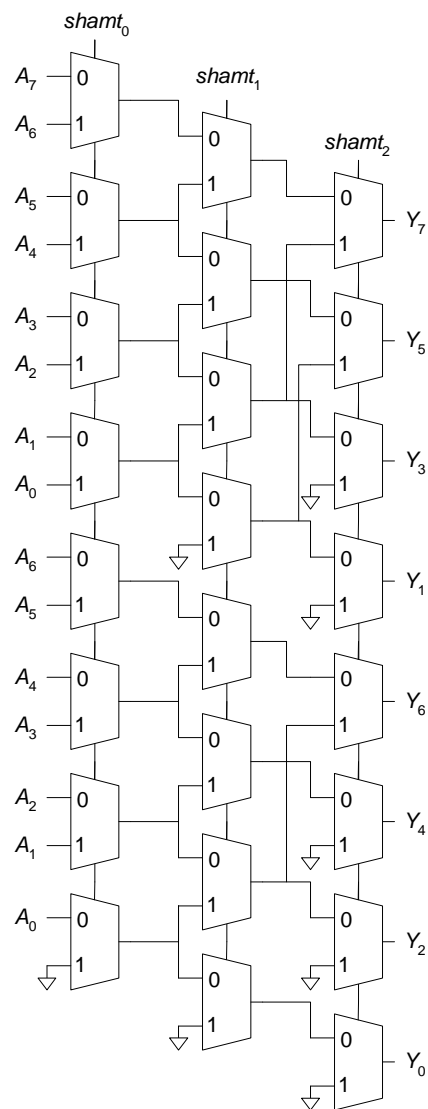 shamt₀
shamt₁
shamt₂
A₇ 0
A₆ 1
0
1
0
1 Y₇
A₅ 0
A₄ 1
0
1
0
1 Y₅
A₃ 0
A₂ 1
0
1
0
1 Y₃
A₁ 0
A₀ 1
0
1
0
1 Y₁
A₆ 0
A₅ 1
0
1
0
1 Y₆
A₄ 0
A₃ 1
0
1
0
1 Y₄
A₂ 0
A₁ 1
0
1
0
1 Y₂
A₀ 0
1
0
1
0
1 Y₀